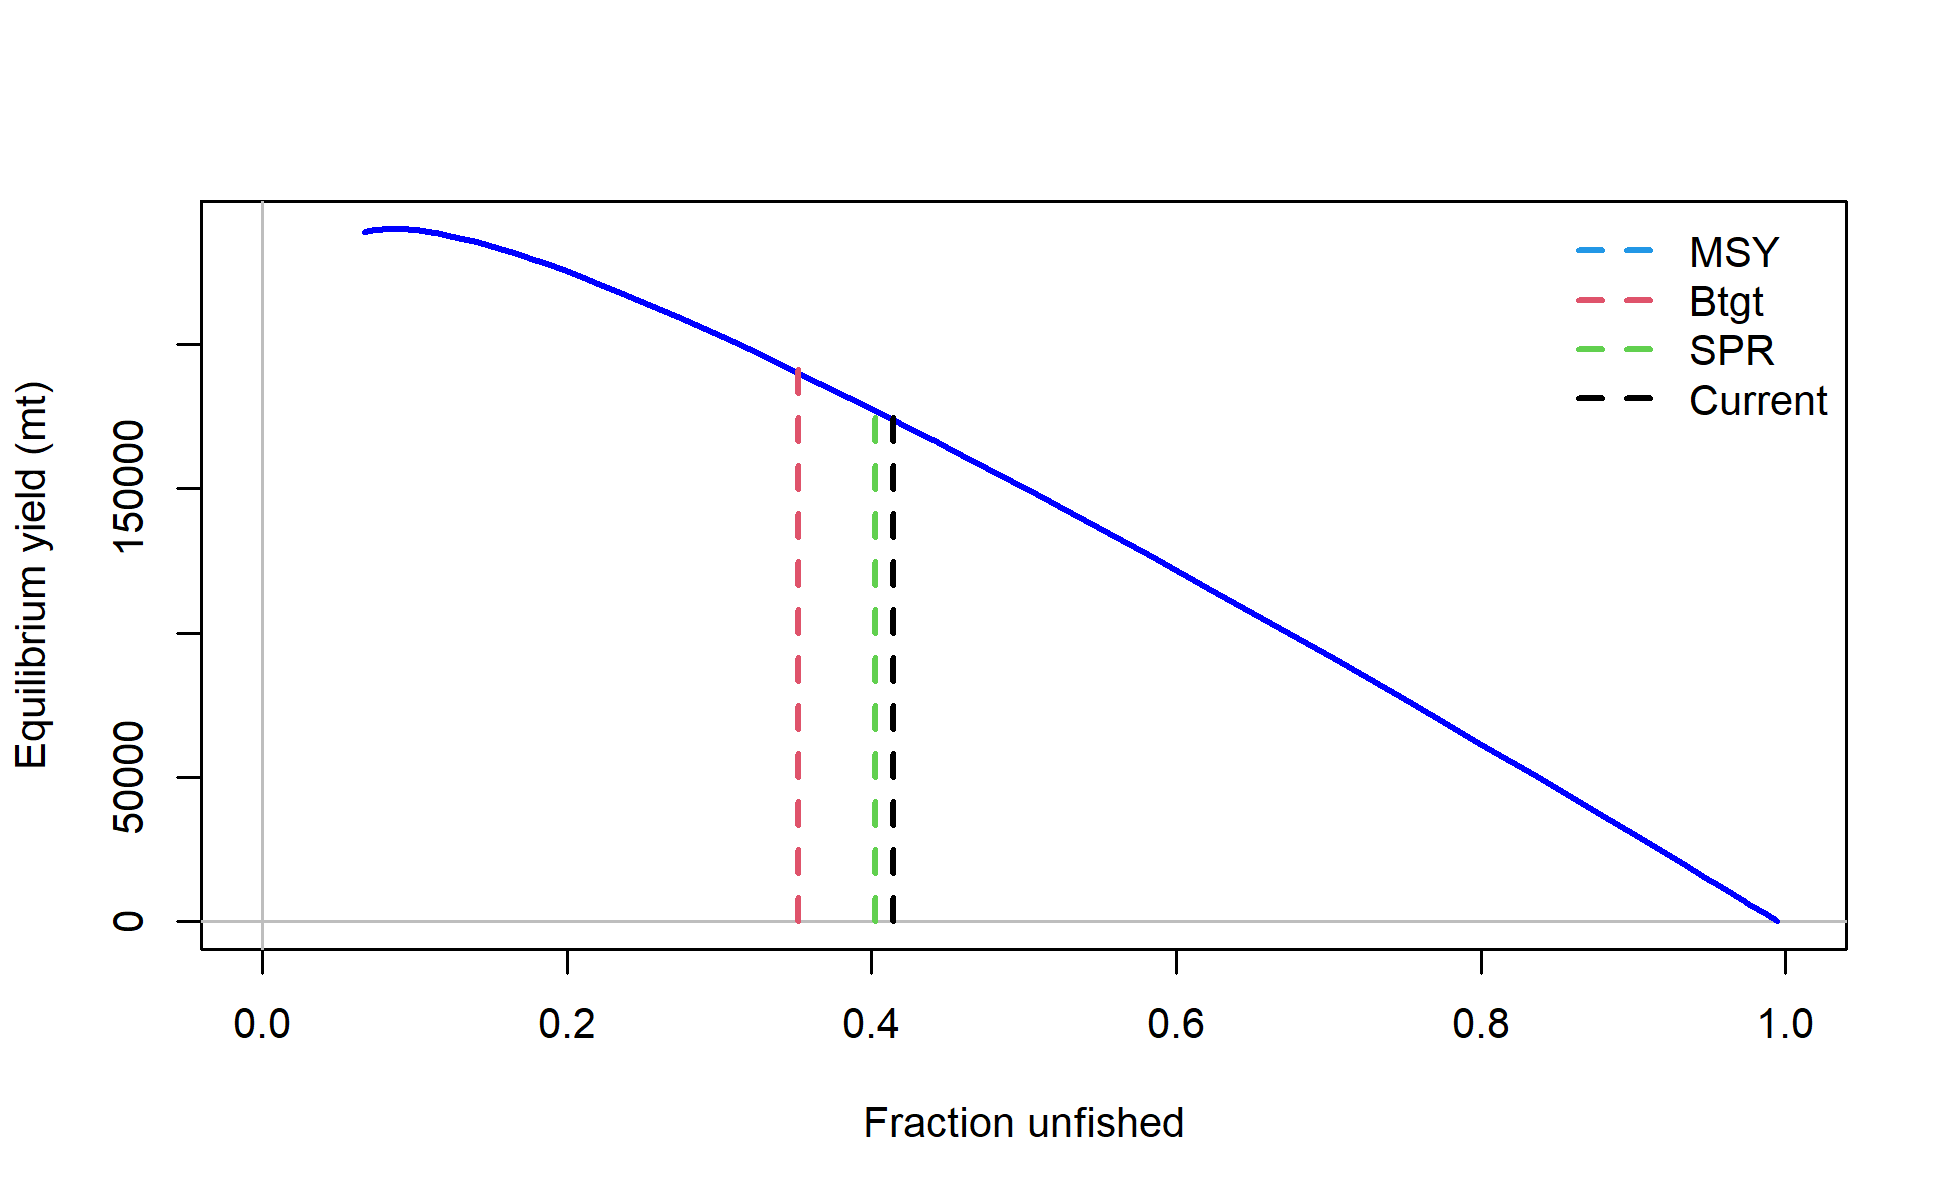 MSY
Btgt
SPR
Current
Equilibrium yield (mt)
150000
50000
0
0.0 0.2 0.4 0.6 0.8 1.0
Fraction unfished